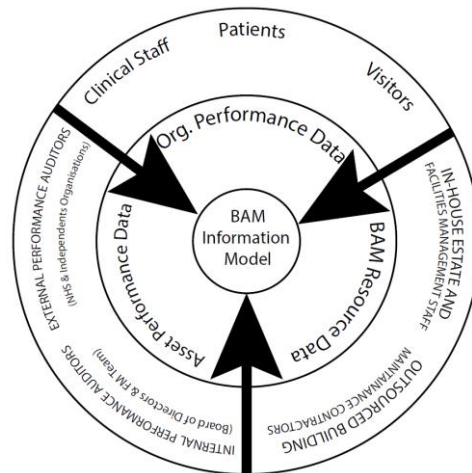 Patients
Clinical Staff
Visitors
Org. Performance Data
BAM
Information
Model
Asset Performance Data
BAM Resource Data
EXTERNAL PERFORMANCE AUDITORS
(NHS & Independents Organisations)
IN-HOUSE ESTATE AND
FACILITIES MANAGEMENT STAFF
INTERNAL PERFORMANCE AUDITORS
(Board of Directors & FM Team)
OUTSOURCED BUILDING
MAINTAINANCE CONTRACTORS